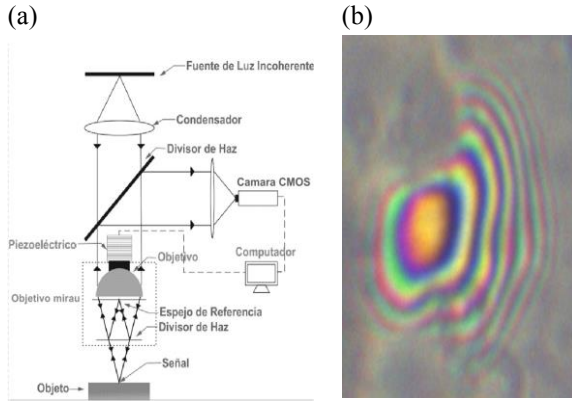 (a)
(b)
Fuente de Luz Incoherente
Condensador
Divisor de Haz
Camara CMOS
Piezoeléctrico
Objetivo
Computador
Objetivo mirau
Espejo de Referencia
Divisor de Haz
Señal
Objeto